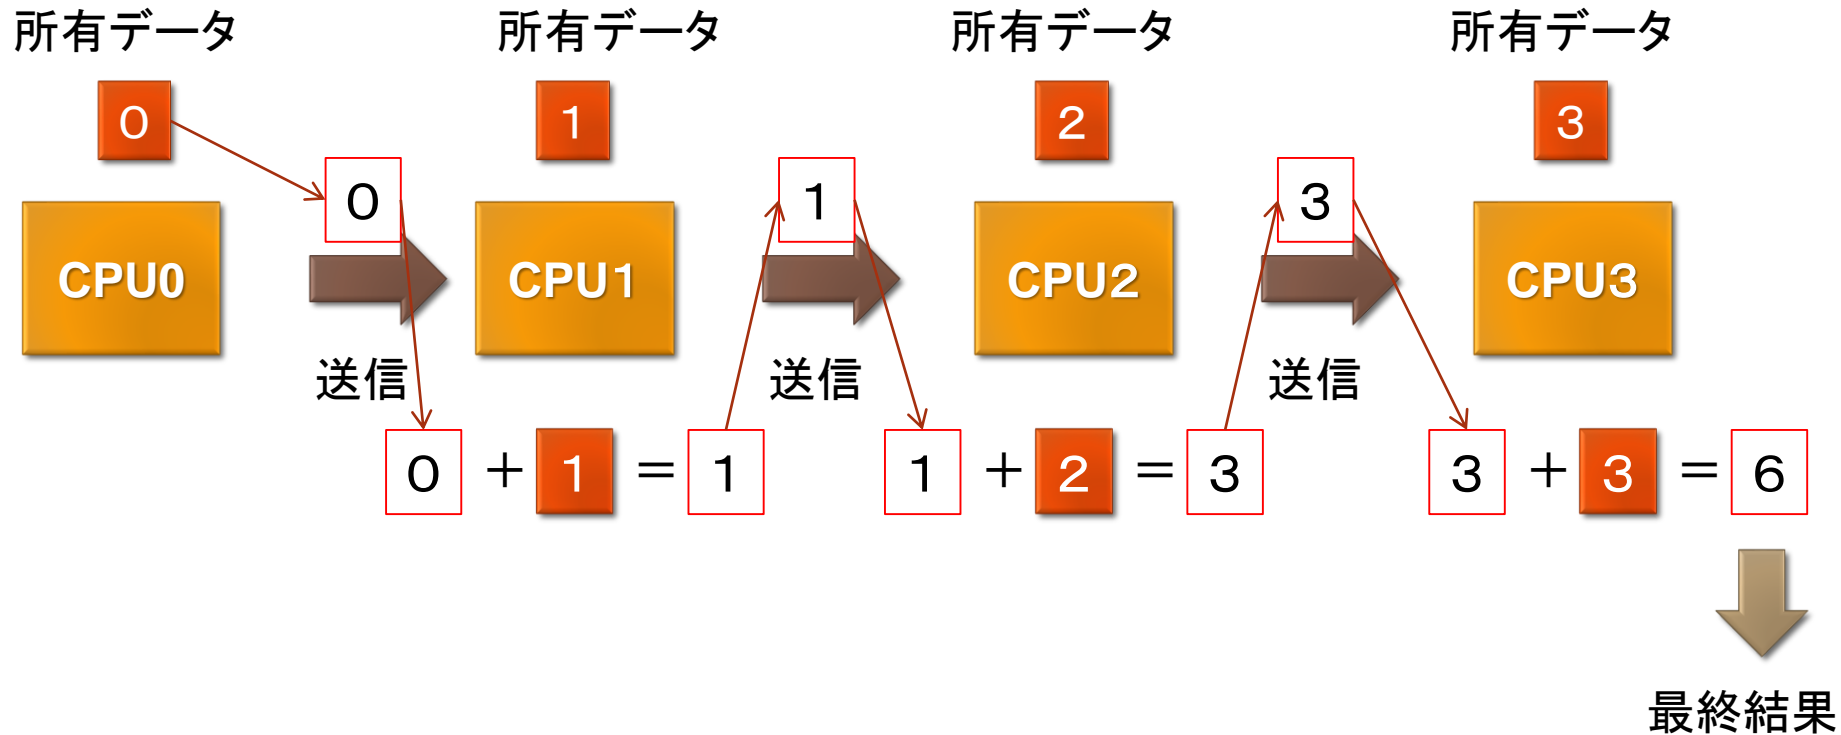 所有データ 所有データ 所有データ 所有データ
0 1 2 3
0 1 3
CPU0 CPU1 CPU2 CPU3
送信 送信 送信
0 + 1 = 1 1 + 2 = 3 3 + 3 = 6
最終結果